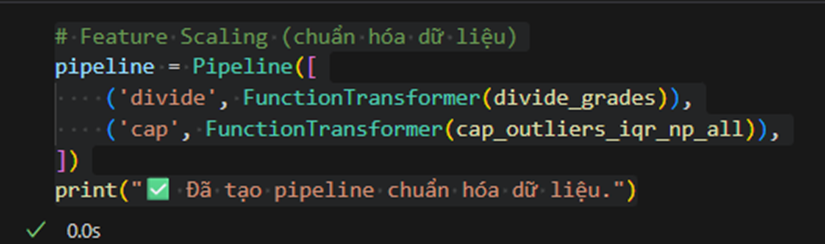 # Feature Scaling (chuẩn hóa dữ liệu)
pipeline = Pipeline([
    ('divide', FunctionTransformer(divide_grades)),
    ('cap', FunctionTransformer(cap_outliers_iqr_np_all)),
])
print("✅ Đã tạo pipeline chuẩn hóa dữ liệu.")
✓ 0.0s